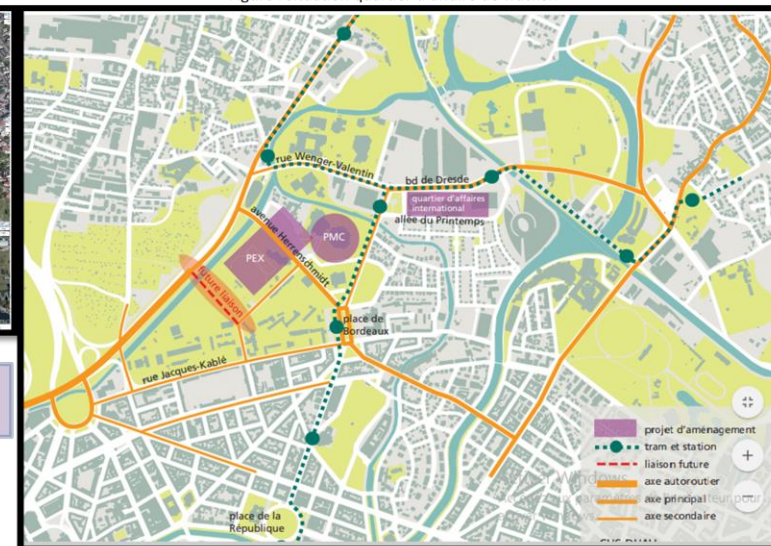 rue Wenger-Valentin
bd de Dresde
quartier d'affaires
international
allée du Printemps
avenue Herrenschmidt
PMC
PEX
future liaison
place de
Bordeaux
rue Jacques-Kablé
place de la
République
projet d'aménagement
tram et station
liaison future
axe autoroutier
axe principal
axe secondaire